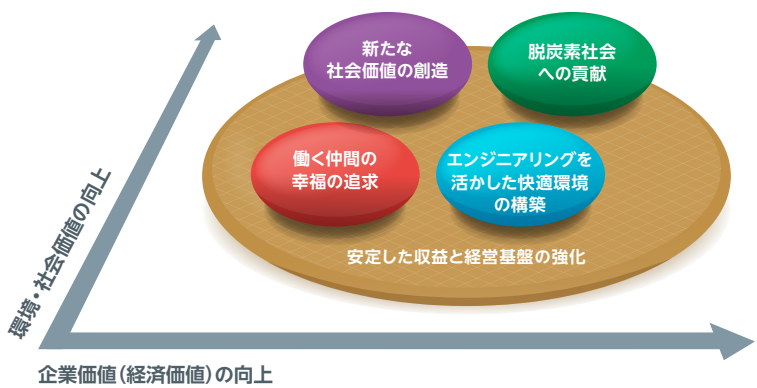 新たな
社会価値の創造
脱炭素社会
への貢献
働く仲間の
幸福の追求
エンジニアリングを
活かした快適環境
の構築
安定した収益と経営基盤の強化
環境・社会価値の向上
企業価値（経済価値）の向上